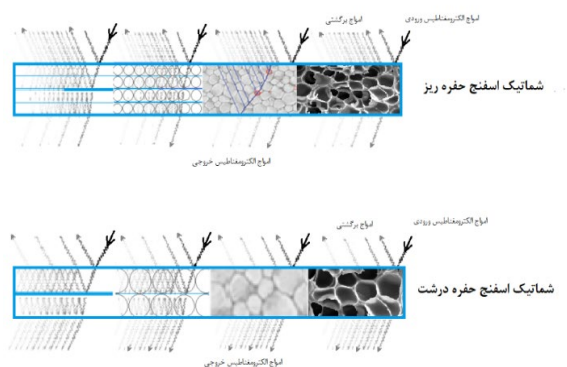 امواج الکترومغناطیس ورودی
امواج برگشتی
شماتیک اسفنج حفره ریز
امواج الکترومغناطیس خروجی
امواج الکترومغناطیس ورودی
امواج برگشتی
شماتیک اسفنج حفره درشت
امواج الکترومغناطیس خروجی